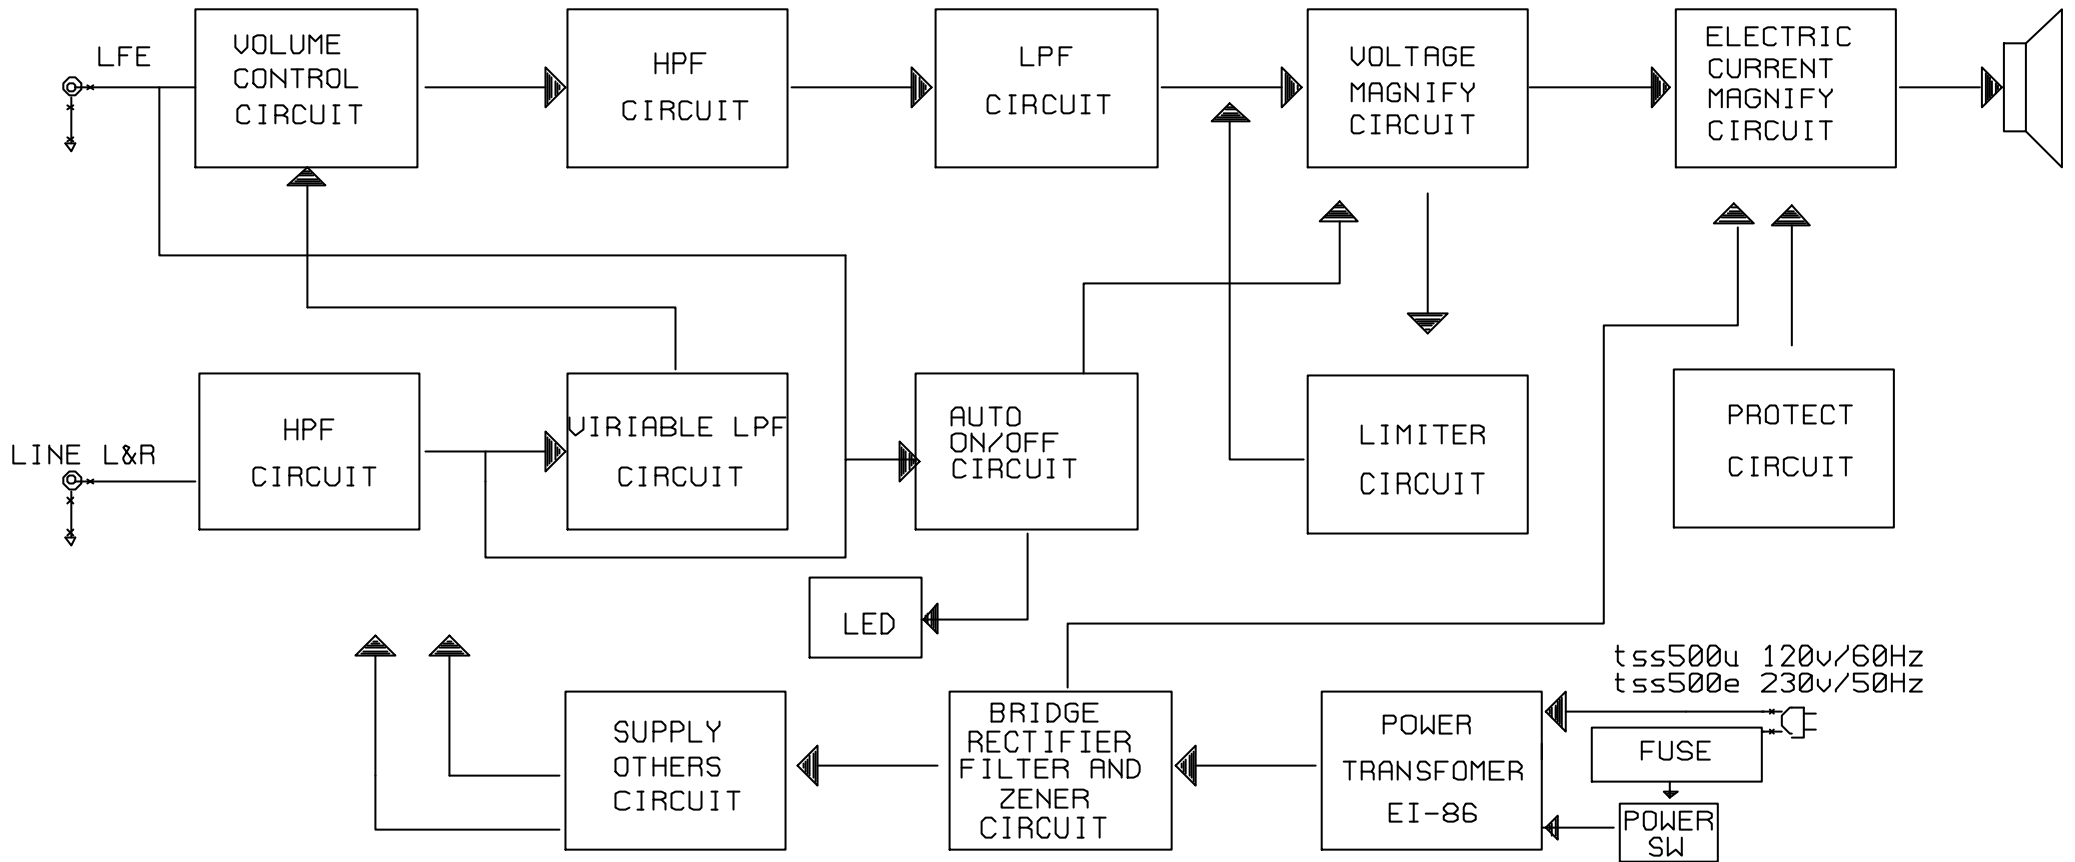 LFE
VOLUME
CONTROL
CIRCUIT
HPF
CIRCUIT
LPF
CIRCUIT
VOLTAGE
MAGNIFY
CIRCUIT
ELECTRIC
CURRENT
MAGNIFY
CIRCUIT
LINE L&R
HPF
CIRCUIT
VIRIABLE LPF
CIRCUIT
AUTO
ON/OFF
CIRCUIT
LIMITER
CIRCUIT
PROTECT
CIRCUIT
LED
SUPPLY
OTHERS
CIRCUIT
BRIDGE
RECTIFIER
FILTER AND
ZENER
CIRCUIT
POWER
TRANSFOMER
EI-86
tss500u 120v/60Hz
tss500e 230v/50Hz
FUSE
POWER
SW